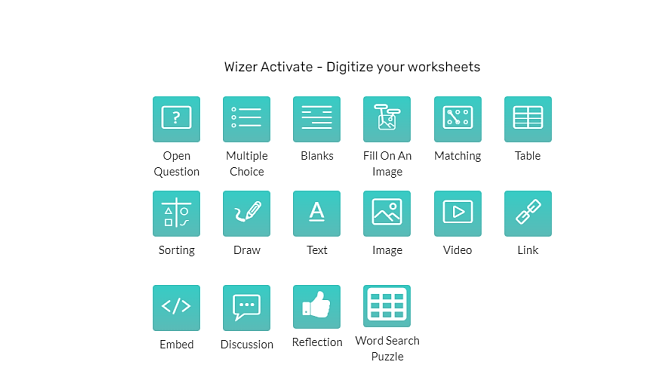 Wizer Activate - Digitize your worksheets
?
Open Question
Multiple Choice
Blanks
Fill On An Image
Matching
Table
A
Sorting
Draw
Text
Image
Video
Link
</>
Embed
Discussion
Reflection
Word Search Puzzle